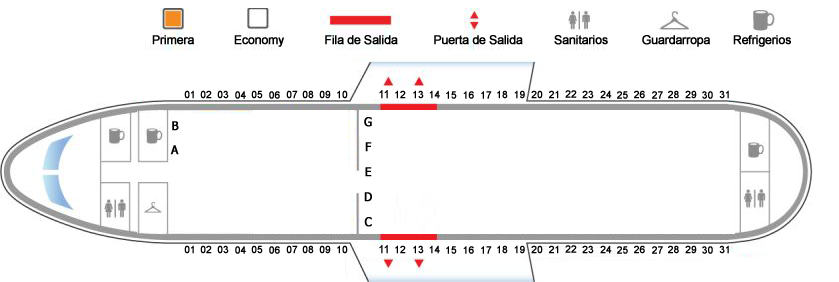 Primera Economy Fila de Salida Puerta de Salida Sanitarios Guardarropa Refrigerios
01 02 03 04 05 06 07 08 09 10 11 12 13 14 15 16 17 18 19 20 21 22 23 24 25 26 27 28 29 30 31
B
A
G
F
E
D
C
01 02 03 04 05 06 07 08 09 10 11 12 13 14 15 16 17 18 19 20 21 22 23 24 25 26 27 28 29 30 31